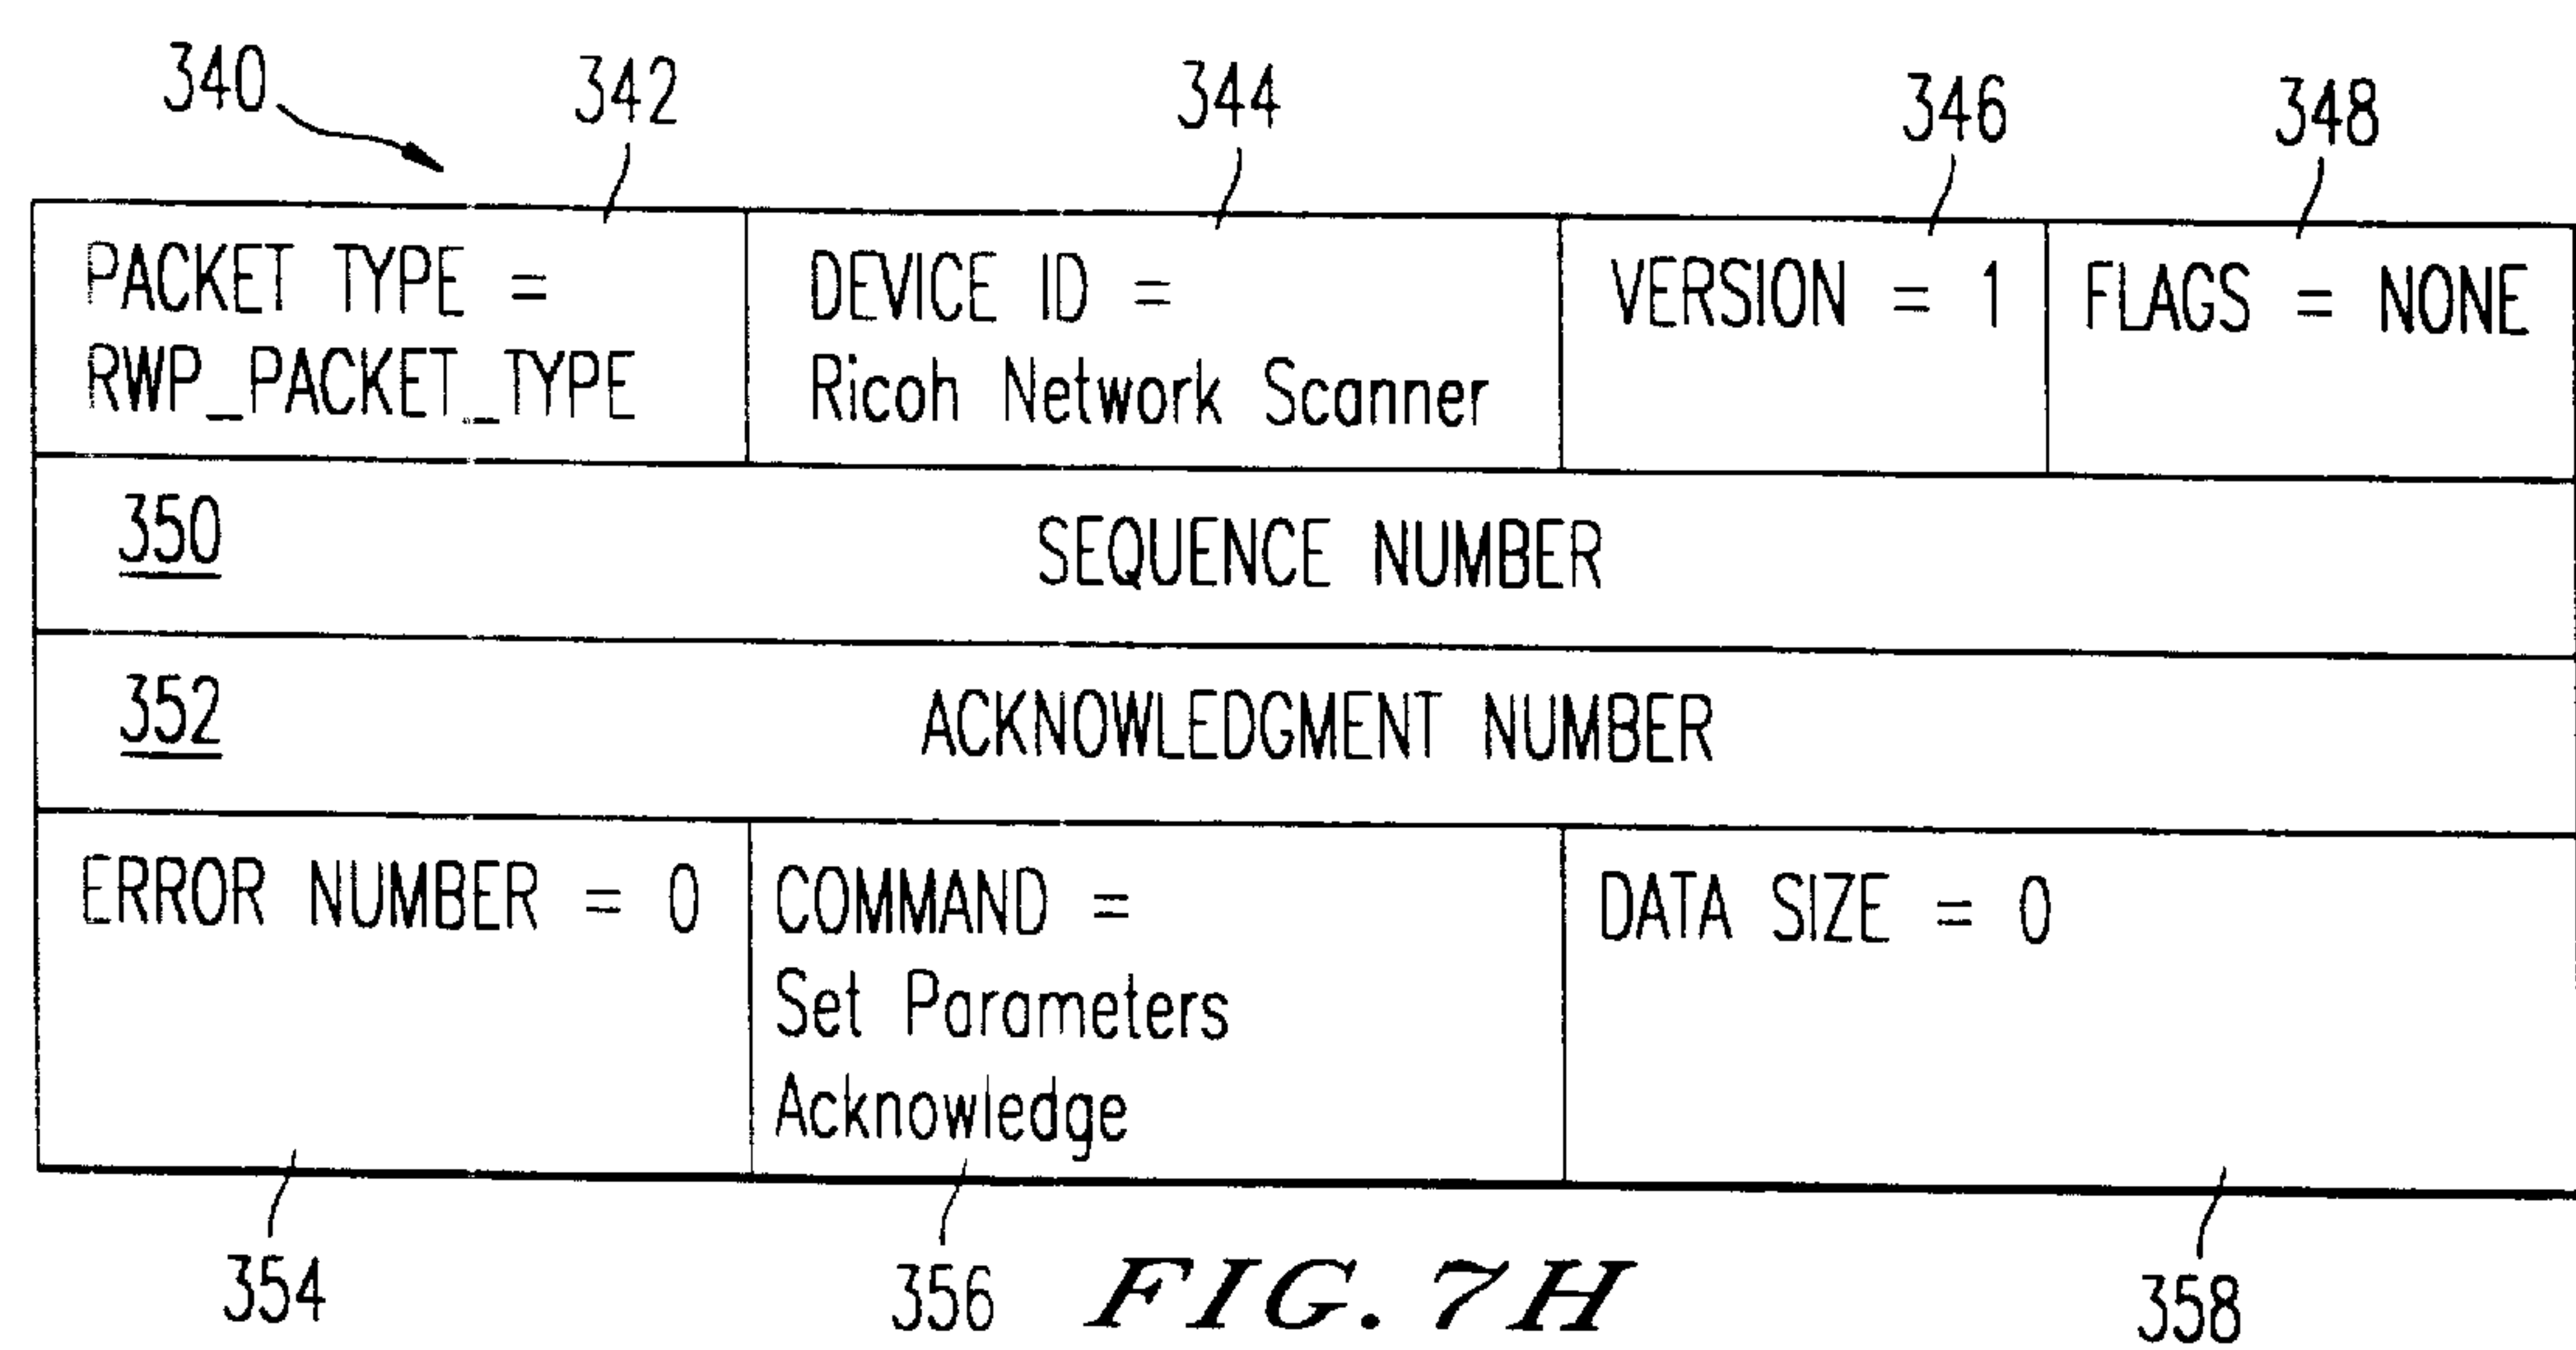 340 342 344 346 348
PACKET TYPE =
RWP_PACKET_TYPE
DEVICE ID =
Ricoh Network Scanner
VERSION = 1
FLAGS = NONE
350 SEQUENCE NUMBER
352 ACKNOWLEDGMENT NUMBER
ERROR NUMBER = 0
COMMAND =
Set Parameters
Acknowledge
DATA SIZE = 0
354 356 358
FIG. 7H